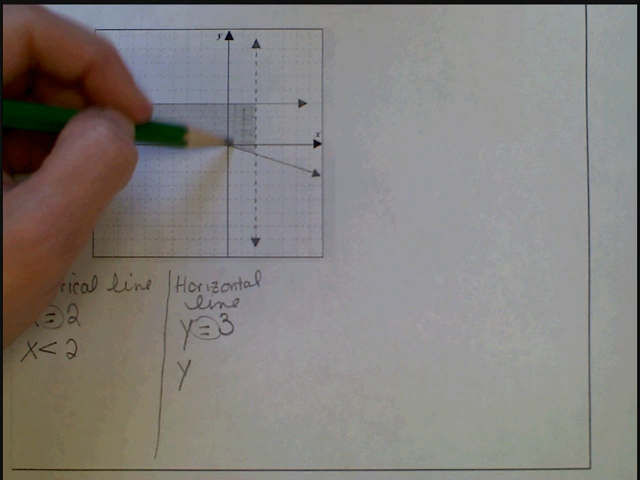 y
x
rical line
= 2
x < 2
Horizontal
line
y = 3
y